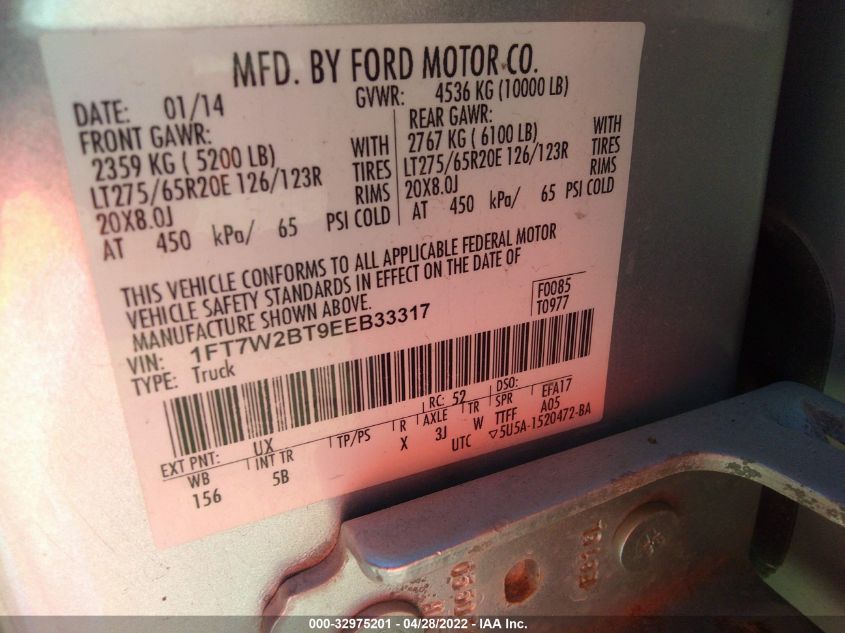 MFD. BY FORD MOTOR CO.
DATE: 01/14 GVWR: 4536 KG (10000 LB)
FRONT GAWR: REAR GAWR:
2359 KG ( 5200 LB) WITH 2767 KG ( 6100 LB) WITH
LT275/65R20E 126/123R TIRES LT275/65R20E 126/123R TIRES
20X8.0J RIMS 20X8.0J RIMS
AT 450 kPa/ 65 PSI COLD AT 450 kPa/ 65 PSI COLD
THIS VEHICLE CONFORMS TO ALL APPLICABLE FEDERAL MOTOR
VEHICLE SAFETY STANDARDS IN EFFECT ON THE DATE OF
MANUFACTURE SHOWN ABOVE.
VIN: 1FT7W2BT9EEB33317 F0085
TYPE: Truck T0977
EXT PNT: UX RC: 52 DSO:
WB INT TR TP/PS R AXLE TR SPR EFA17
156 5B X 3J W TTFF A05
UTC ▽5U5A-1520472-BA
000-32975201 - 04/28/2022 - IAA Inc.